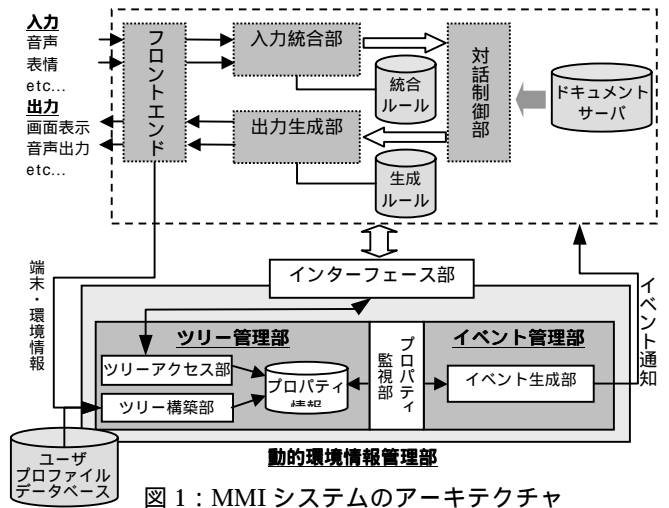 入力
音声
表情
etc...
出力
画面表示
音声出力
etc...
フロントエンド
入力統合部
統合
ルール
出力生成部
生成
ルール
対話制御部
ドキュメント
サーバ
端末・環境情報
インターフェース部
イベント通知
ツリー管理部
ツリーアクセス部
ツリー構築部
プロパティ
情報
プロパティ
監視部
イベント管理部
イベント生成部
動的環境情報管理部
ユーザ
プロファイル
データベース
図 1：MMI システムのアーキテクチャ